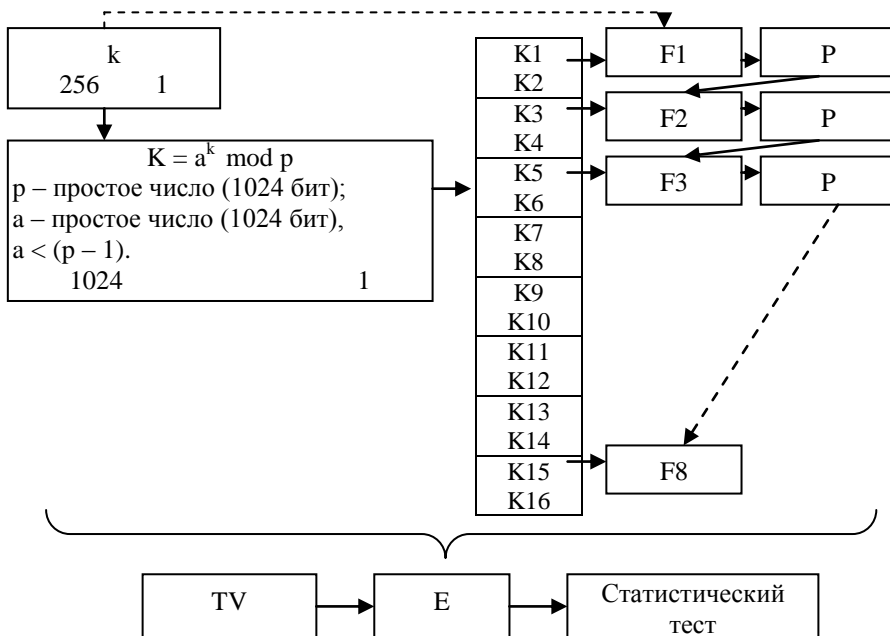 k
256 1
K = a^k mod p
p – простое число (1024 бит);
a – простое число (1024 бит),
a < (p – 1).
1024 1
K1
K2
K3
K4
K5
K6
K7
K8
K9
K10
K11
K12
K13
K14
K15
K16
F1 P
F2 P
F3 P
F8
TV
E
Статистический
тест